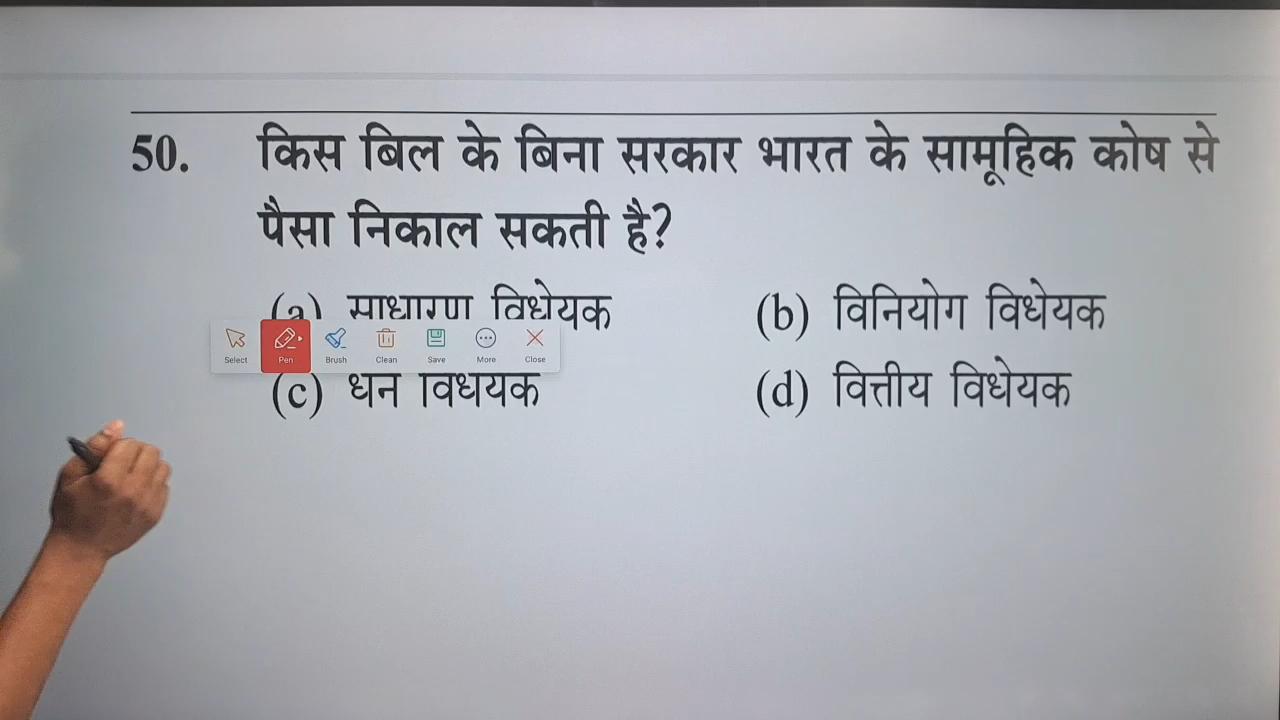 50. किस बिल के बिना सरकार भारत के सामूहिक कोष से
पैसा निकाल सकती है?
(a) साधारण विधेयक (b) विनियोग विधेयक
Select Pen Brush Clean Save More Close
(c) धन विधेयक (d) वित्तीय विधेयक